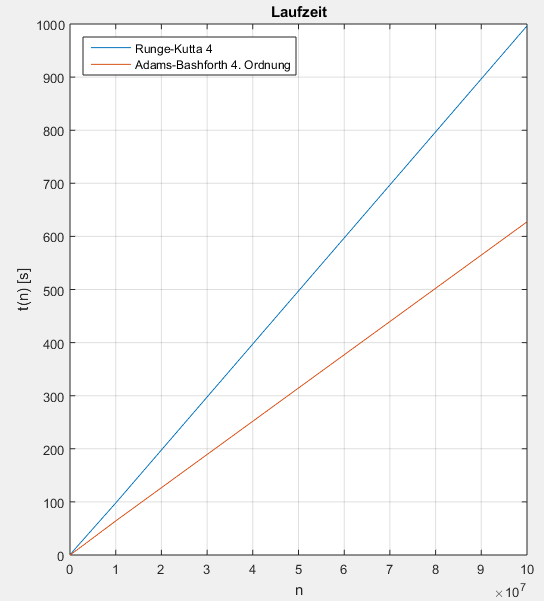 Laufzeit
Runge-Kutta 4
Adams-Bashforth 4. Ordnung
1000
900
800
700
600
500
400
300
200
100
0
t(n) [s]
0 1 2 3 4 5 6 7 8 9 10
n
×10⁷